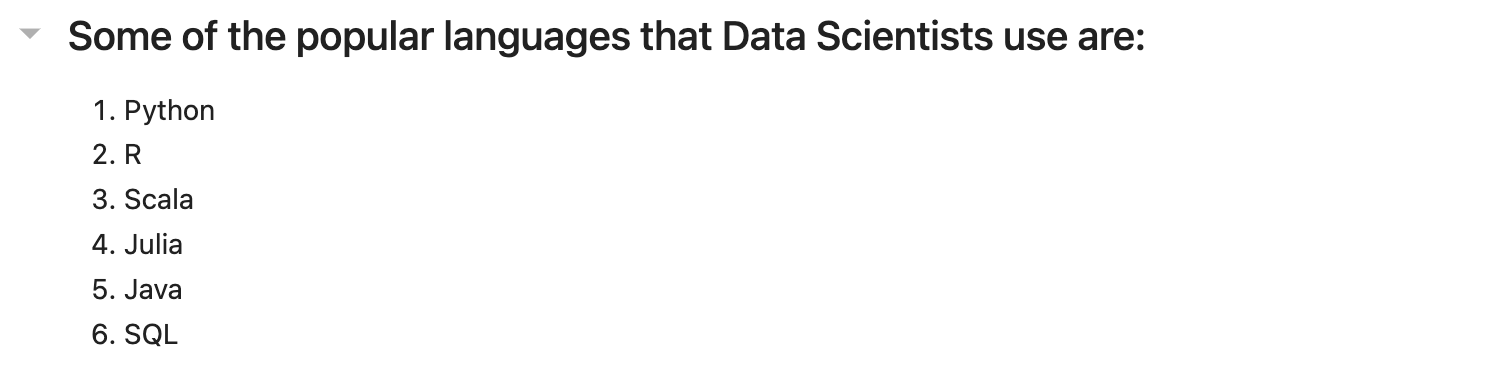 Some of the popular languages that Data Scientists use are:
1. Python
2. R
3. Scala
4. Julia
5. Java
6. SQL